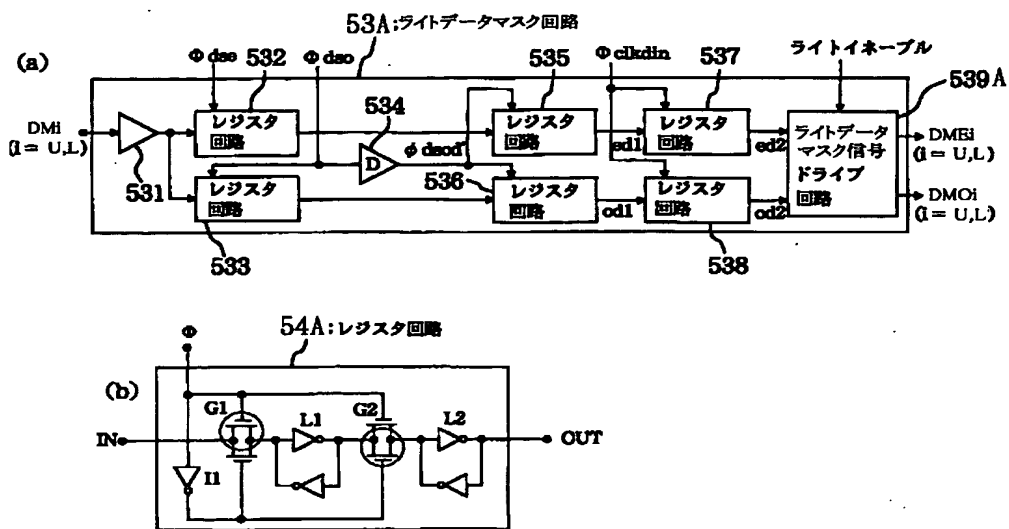 53A;ライトデータマスク回路
(a)
Φdse
532
Φdso
535
Φclkdin
537
ライトイネーブル
539A
DMi
(i= U,L)
531
レジスタ
回路
534
D
φdsod
レジスタ
回路
ed1
レジスタ
回路
ed2
ライトデータ
マスク信号
ドライブ
回路
DMEi
(i= U,L)
レジスタ
回路
533
536
レジスタ
回路
od1
レジスタ
回路
od2
538
DMOi
(i= U,L)
54A:レジスタ回路
Φ
(b)
G1
L1
G2
L2
IN
OUT
I1